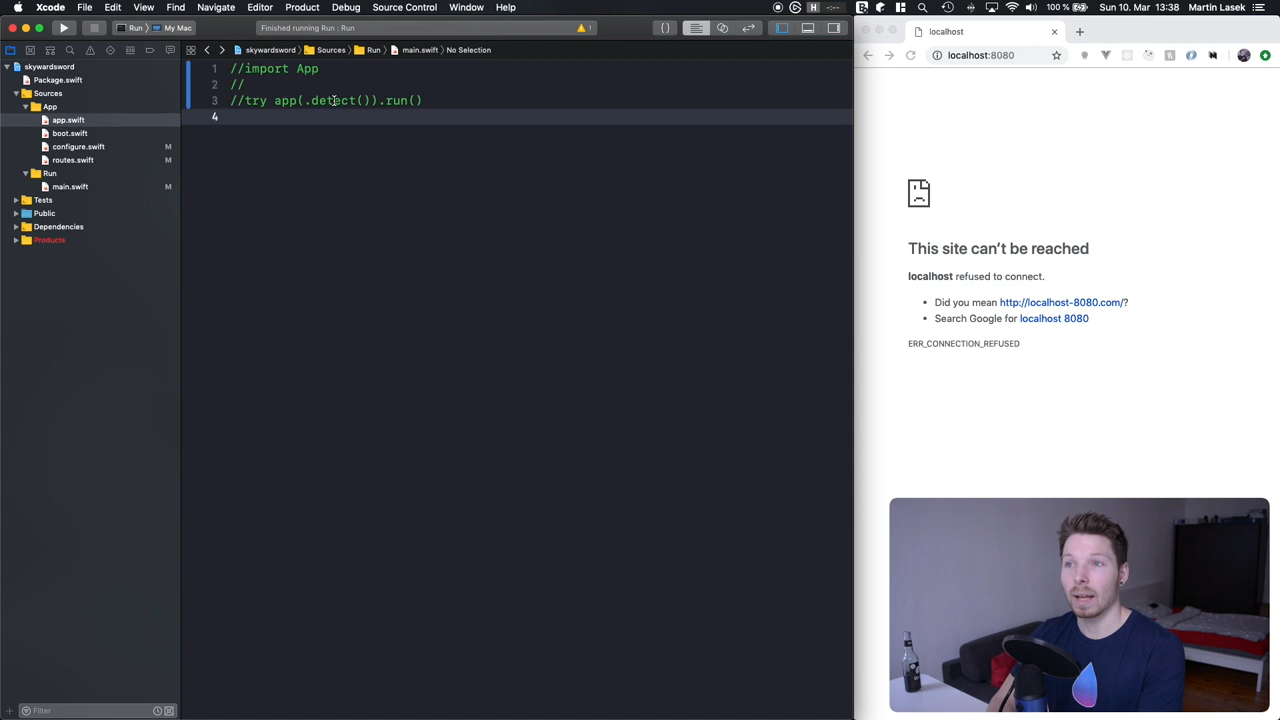 Xcode File Edit View Find Navigate Editor Product Debug Source Control Window Help
100 % Sun 10. Mar 13:38 Martin Lasek
Run My Mac
Finished running Run : Run
1
skywardsword
Package.swift
Sources
App
app.swift
boot.swift
configure.swift M
routes.swift M
Run
main.swift M
Tests
Public
Dependencies
Products
Filter
skywardsword Sources Run main.swift No Selection
1 //import App
2 //
3 //try app(.detect()).run()
4
localhost
localhost:8080
This site can't be reached
localhost refused to connect.
• Did you mean http://localhost-8080.com/?
• Search Google for localhost 8080
ERR_CONNECTION_REFUSED